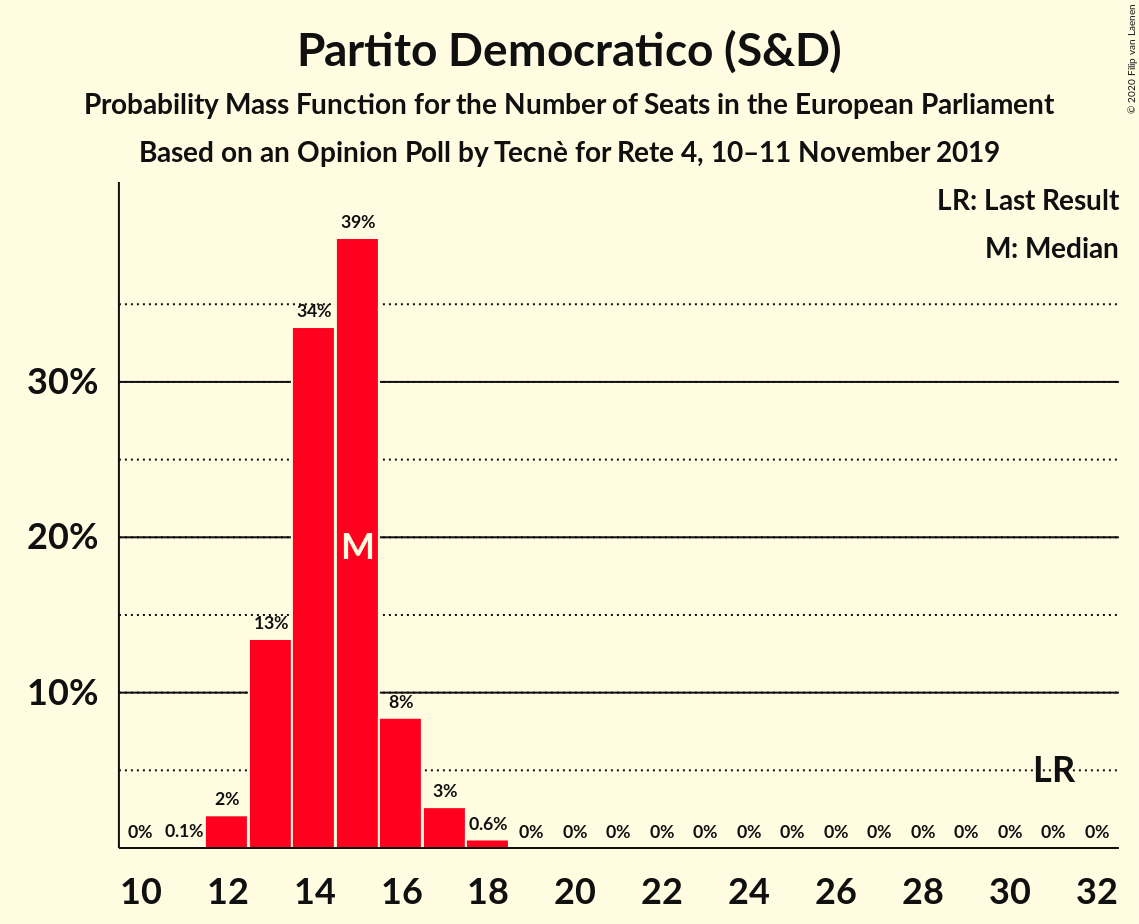 Partito Democratico (S&D)
Probability Mass Function for the Number of Seats in the European Parliament
Based on an Opinion Poll by Tecnè for Rete 4, 10–11 November 2019
© 2020 Filip van Laenen
LR: Last Result
M: Median
39%
34%
30%
20%
M
13%
10%
8%
LR
3%
2%
0% 0.1% 0.6% 0% 0% 0% 0% 0% 0% 0% 0% 0% 0% 0% 0% 0% 0%
10 12 14 16 18 20 22 24 26 28 30 32